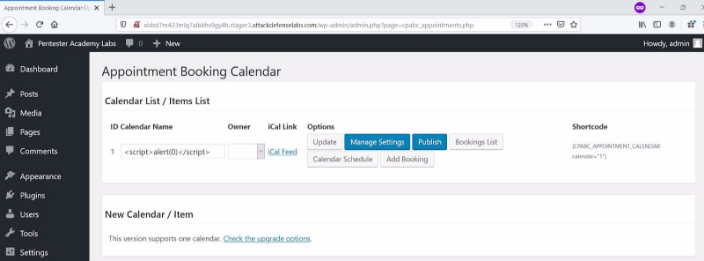 Appointment Booking Calendar
attackdefenselabs.com/wp-admin/admin.php?page=cpabc_appointments.php
120%
Pentester Academy Labs 0 + New Howdy, admin
Dashboard
Posts
Media
Pages
Comments
Appearance
Plugins
Users
Tools
Settings
Appointment Booking Calendar
Calendar List / Items List
ID Calendar Name Owner iCal Link Options Shortcode
1 <script>alert(0)</script> iCal Feed Update Manage Settings Publish Bookings List
Calendar Schedule Add Booking
[CPABC_APPOINTMENT_CALENDAR
calendar="1"]
New Calendar / Item
This version supports one calendar. Check the upgrade options.